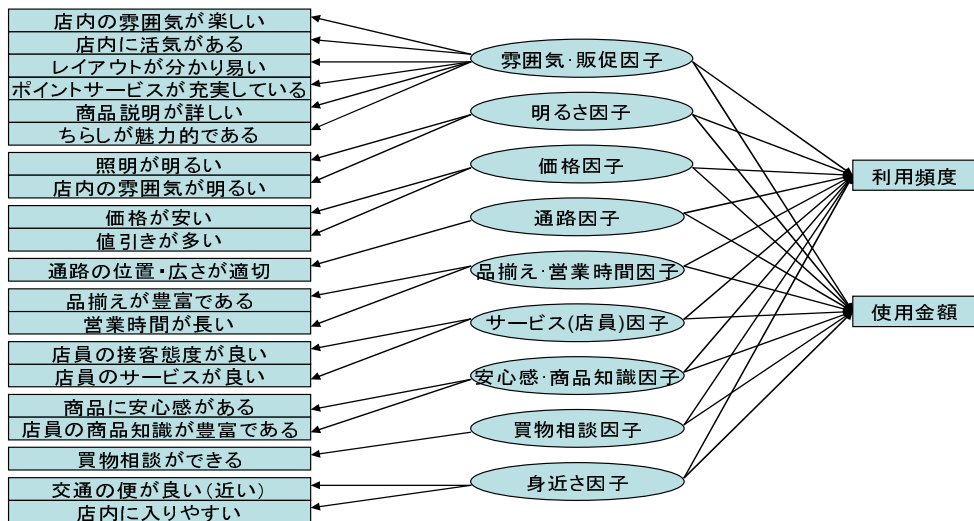 店内の雰囲気が楽しい
店内に活気がある
レイアウトが分かり易い
ポイントサービスが充実している
商品説明が詳しい
ちらしが魅力的である
照明が明るい
店内の雰囲気が明るい
価格が安い
値引きが多い
通路の位置・広さが適切
品揃えが豊富である
営業時間が長い
店員の接客態度が良い
店員のサービスが良い
商品に安心感がある
店員の商品知識が豊富である
買物相談ができる
交通の便が良い(近い)
店内に入りやすい
雰囲気・販促因子
明るさ因子
価格因子
通路因子
品揃え・営業時間因子
サービス(店員)因子
安心感・商品知識因子
買物相談因子
身近さ因子
利用頻度
使用金額